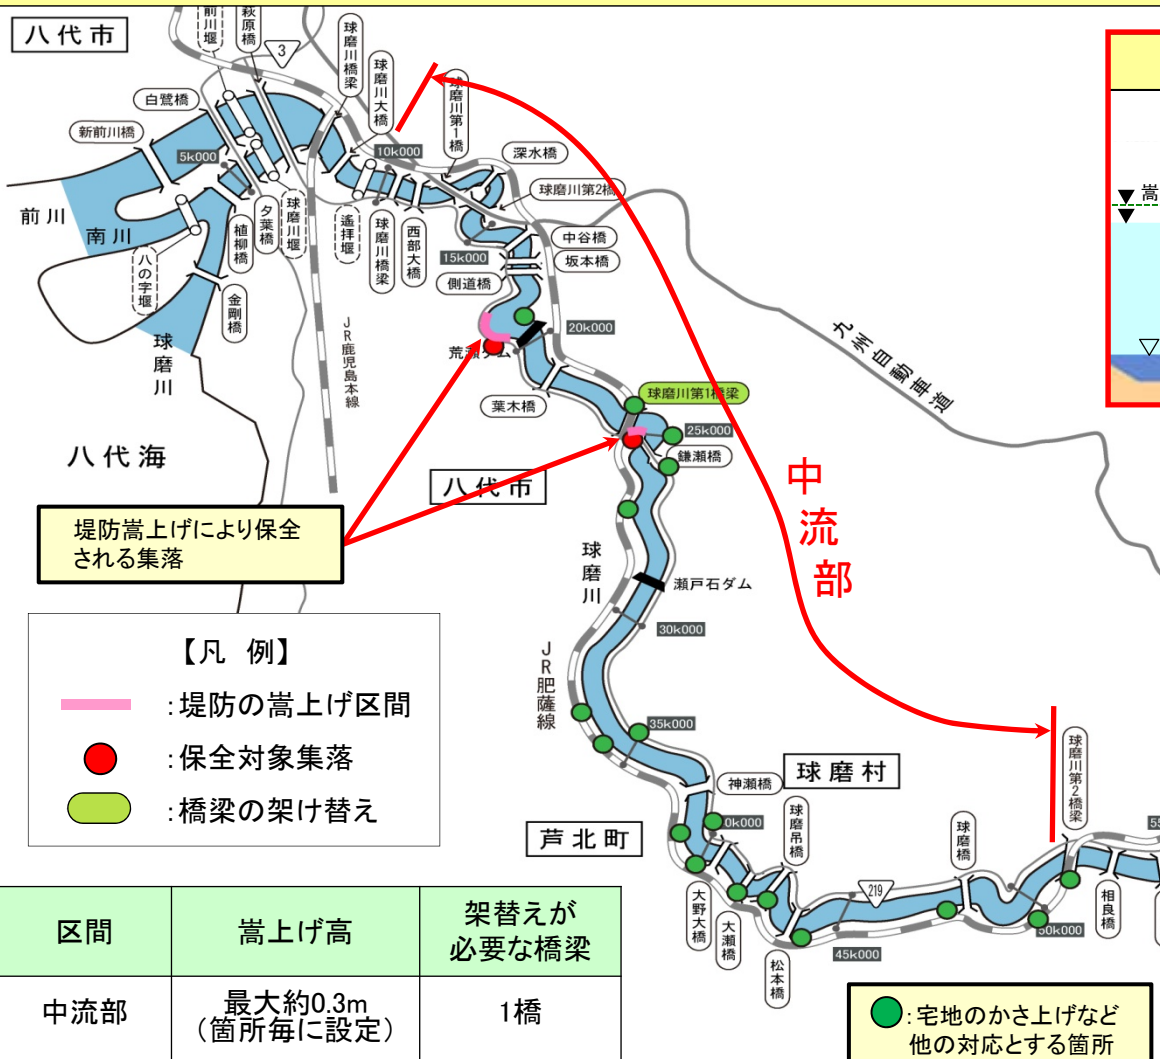 八代市
前川堰
萩原橋
3
球磨川橋梁
球磨川大橋
球磨川第1橋
白鷺橋
新前川橋
5k000
10k000
深水橋
球磨川第2橋
前川
南川
植柳橋
夕葉橋
球磨川堰
遙拝堰
球磨川橋梁
西部大橋
15k000
中谷橋
坂本橋
側道橋
八の字堰
金剛橋
球磨川
JR鹿児島本線
荒瀬ダム
20k000
葉木橋
九州自動車道
嵩
八代海
球磨川第1橋梁
25k000
鎌瀬橋
八代市
中流部
堤防嵩上げにより保全
される集落
球磨川
瀬戸石ダム
30k000
JR肥薩線
【凡 例】
:堤防の嵩上げ区間
:保全対象集落
:橋梁の架け替え
35k000
神瀬橋
球磨村
球磨川第2橋梁
芦北町
0k000
球磨吊橋
球磨橋
55
219
大野大橋
大瀬橋
松本橋
45k000
50k000
相良橋
区間
嵩上げ高
架替えが
必要な橋梁
中流部
最大約0.3m
(箇所毎に設定)
1橋
:宅地のかさ上げなど
他の対応とする箇所